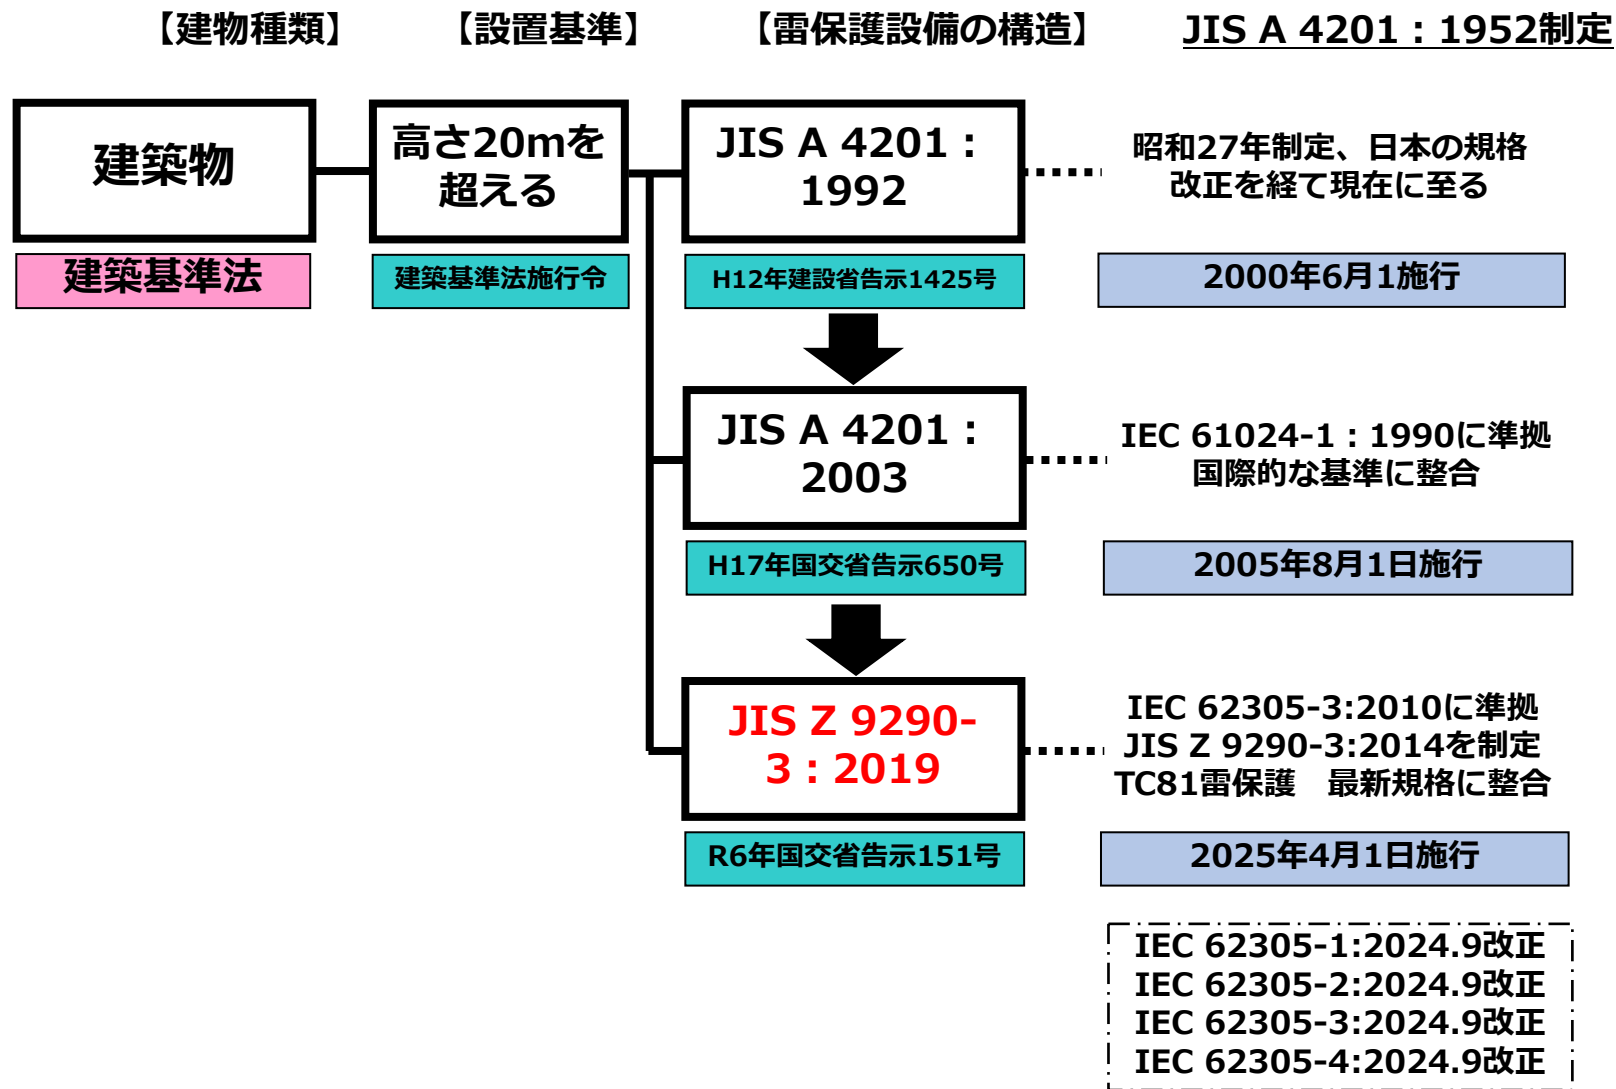 【建物種類】 【設置基準】 【雷保護設備の構造】 JIS A 4201：1952制定
建築物
高さ20mを
超える
JIS A 4201：
1992
昭和27年制定、日本の規格
改正を経て現在に至る
建築基準法
建築基準法施行令
H12年建設省告示1425号
2000年6月1施行
JIS A 4201：
2003
IEC 61024-1：1990に準拠
国際的な基準に整合
H17年国交省告示650号
2005年8月1日施行
JIS Z 9290-
3：2019
IEC 62305-3:2010に準拠
JIS Z 9290-3:2014を制定
TC81雷保護　最新規格に整合
R6年国交省告示151号
2025年4月1日施行
IEC 62305-1:2024.9改正
IEC 62305-2:2024.9改正
IEC 62305-3:2024.9改正
IEC 62305-4:2024.9改正